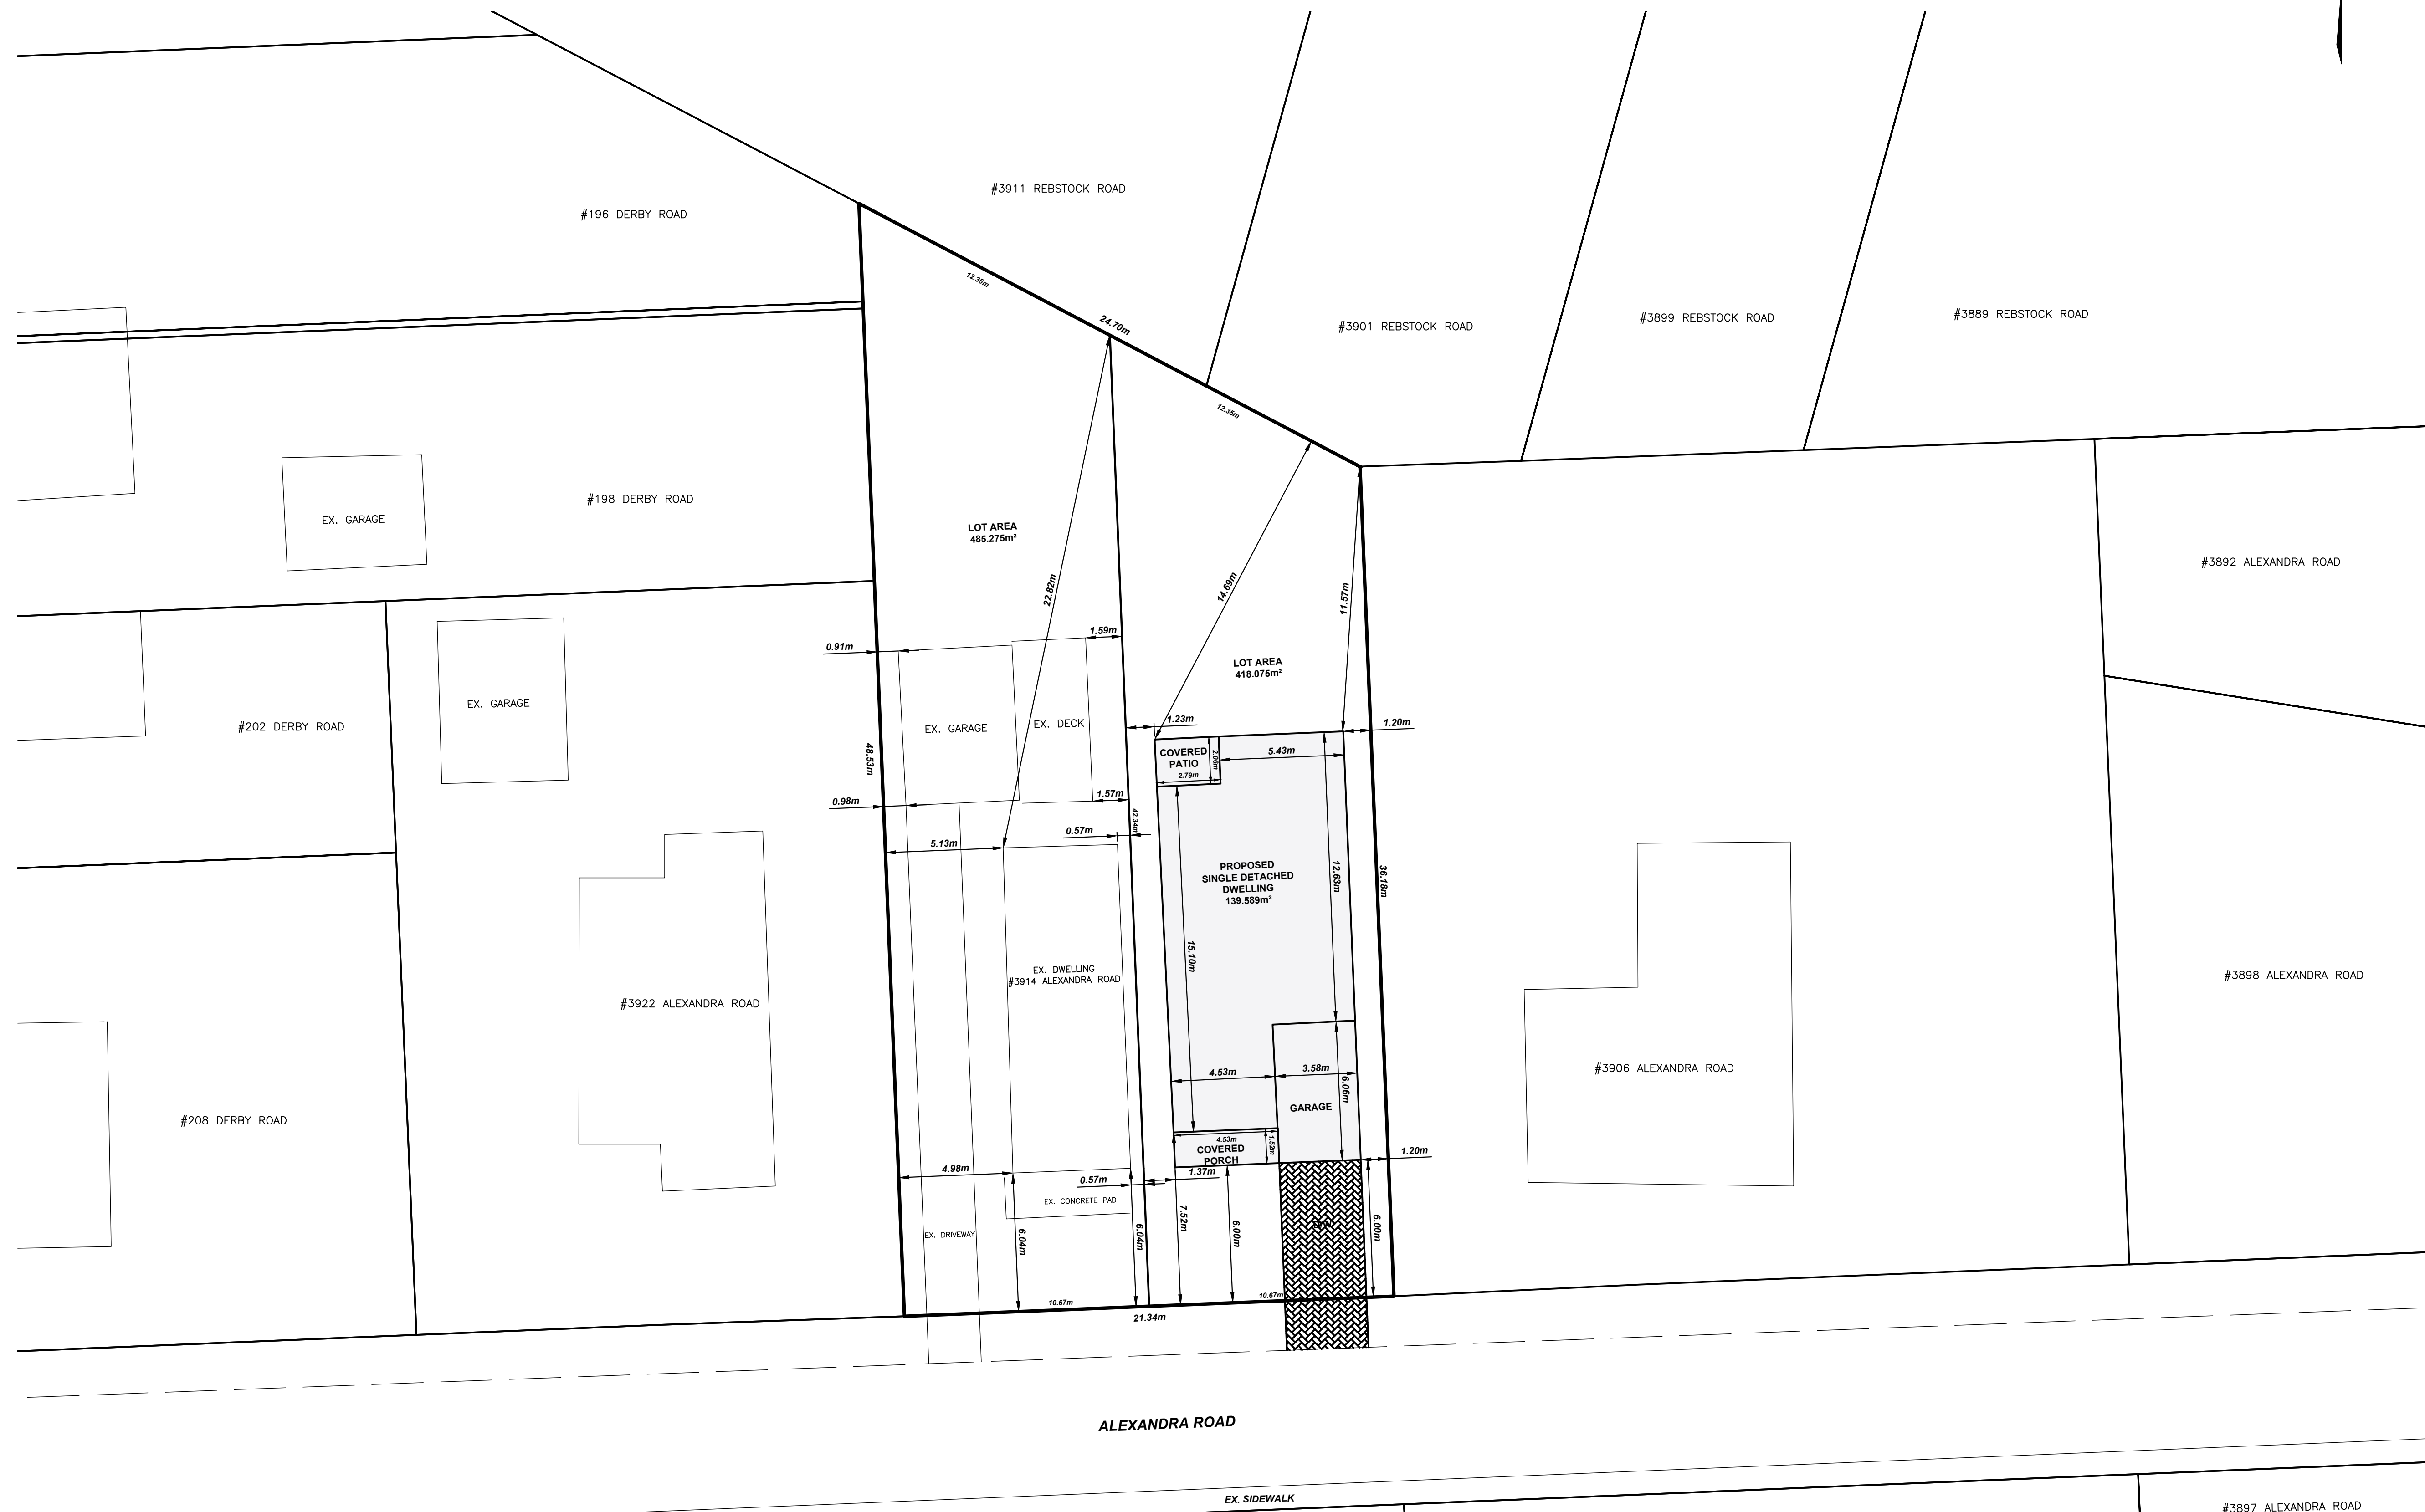 #3911 REBSTOCK ROAD
#196 DERBY ROAD
12.35m
24.70m
#3901 REBSTOCK ROAD
#3899 REBSTOCK ROAD
#3889 REBSTOCK ROAD
12.35m
#198 DERBY ROAD
EX. GARAGE
LOT AREA
485.275m²
22.82m
14.69m
11.57m
#3892 ALEXANDRA ROAD
0.91m
1.59m
LOT AREA
418.075m²
EX. GARAGE
#202 DERBY ROAD
EX. GARAGE
EX. DECK
1.23m
1.20m
48.53m
COVERED
PATIO
2.06m
2.79m
5.43m
0.98m
1.57m
42.34m
0.57m
5.13m
PROPOSED
SINGLE DETACHED
DWELLING
139.589m²
12.63m
36.18m
15.10m
EX. DWELLING
#3914 ALEXANDRA ROAD
#3922 ALEXANDRA ROAD
#3898 ALEXANDRA ROAD
#3906 ALEXANDRA ROAD
4.53m
3.58m
6.06m
GARAGE
#208 DERBY ROAD
4.53m
1.52m
COVERED
PORCH
1.20m
4.98m
0.57m
1.37m
EX. CONCRETE PAD
EX. DRIVEWAY
6.04m
6.04m
7.52m
6.00m
6.00m
10.67m
10.67m
21.34m
ALEXANDRA ROAD
EX. SIDEWALK
#3897 ALEXANDRA ROAD